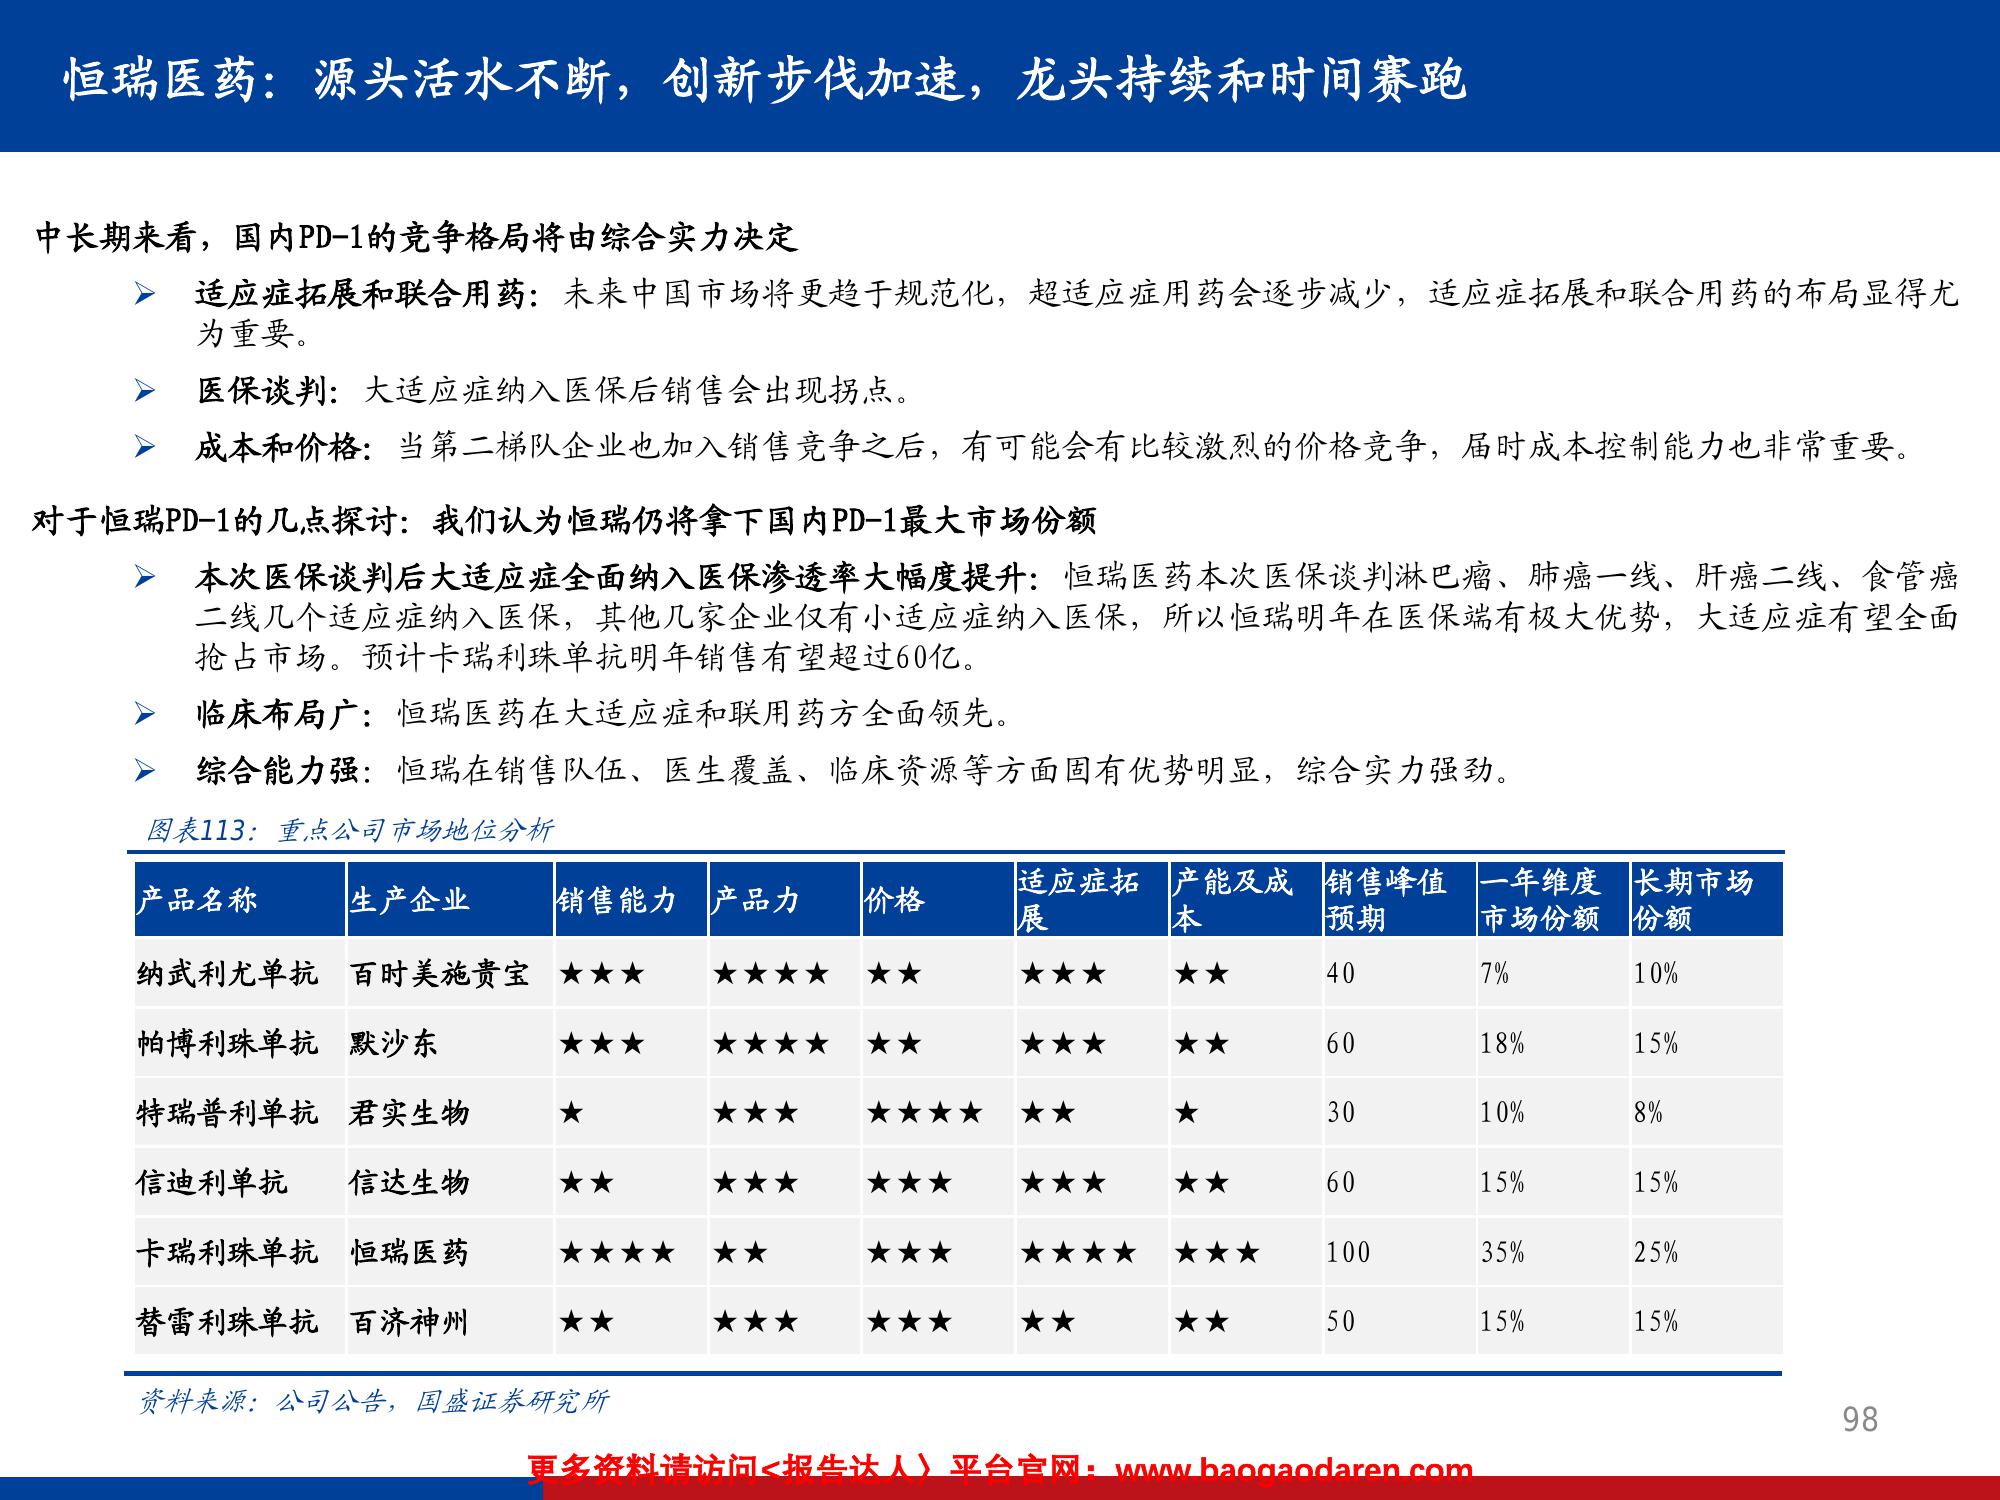 恒瑞医药：源头活水不断，创新步伐加速，龙头持续和时间赛跑
中长期来看，国内PD-1的竞争格局将由综合实力决定
➢ 适应症拓展和联合用药：未来中国市场将更趋于规范化，超适应症用药会逐步减少，适应症拓展和联合用药的布局显得尤
为重要。
➢ 医保谈判：大适应症纳入医保后销售会出现拐点。
➢ 成本和价格：当第二梯队企业也加入销售竞争之后，有可能会有比较激烈的价格竞争，届时成本控制能力也非常重要。
对于恒瑞PD-1的几点探讨：我们认为恒瑞仍将拿下国内PD-1最大市场份额
➢ 本次医保谈判后大适应症全面纳入医保渗透率大幅度提升：恒瑞医药本次医保谈判淋巴瘤、肺癌一线、肝癌二线、食管癌
二线几个适应症纳入医保，其他几家企业仅有小适应症纳入医保，所以恒瑞明年在医保端有极大优势，大适应症有望全面
抢占市场。预计卡瑞利珠单抗明年销售有望超过60亿。
➢ 临床布局广：恒瑞医药在大适应症和联用药方全面领先。
➢ 综合能力强：恒瑞在销售队伍、医生覆盖、临床资源等方面固有优势明显，综合实力强劲。
图表113：重点公司市场地位分析
产品名称 生产企业 销售能力 产品力 价格 适应症拓展 产能及成本 销售峰值预期 一年维度市场份额 长期市场份额
纳武利尤单抗 百时美施贵宝 ★★★ ★★★★ ★★ ★★★ ★★ 40 7% 10%
帕博利珠单抗 默沙东 ★★★ ★★★★ ★★ ★★★ ★★ 60 18% 15%
特瑞普利单抗 君实生物 ★ ★★★ ★★★★ ★★ ★ 30 10% 8%
信迪利单抗 信达生物 ★★ ★★★ ★★★ ★★★ ★★ 60 15% 15%
卡瑞利珠单抗 恒瑞医药 ★★★★ ★★ ★★★ ★★★★ ★★★ 100 35% 25%
替雷利珠单抗 百济神州 ★★ ★★★ ★★★ ★★ ★★ 50 15% 15%
资料来源：公司公告，国盛证券研究所
98
更多资料请访问<报告达人〉平台官网：www.baogaodaren.com